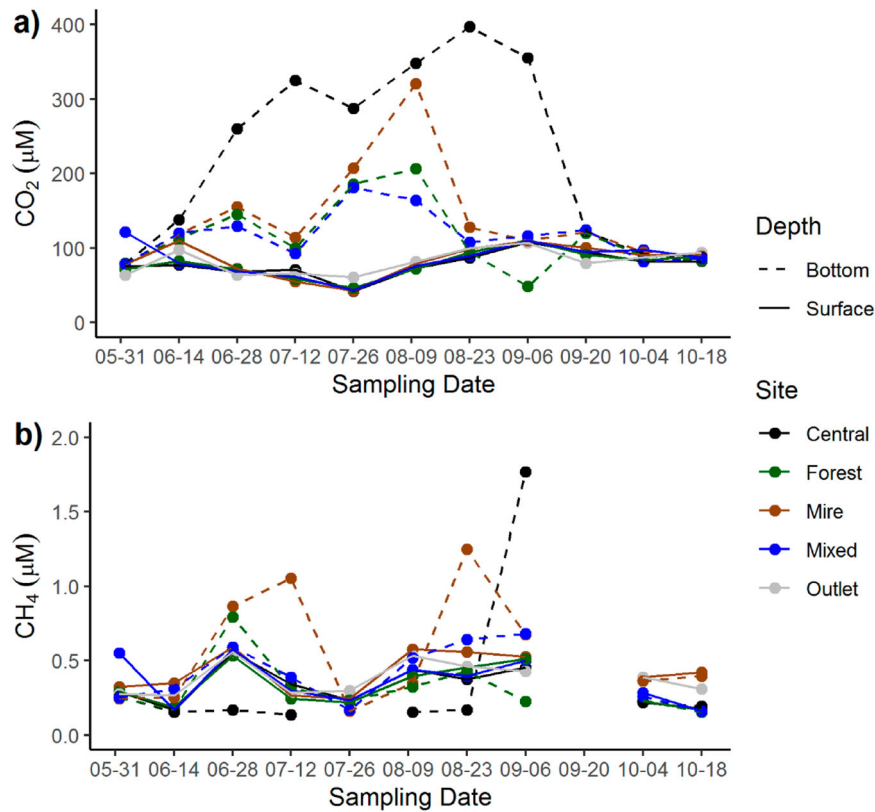 a)
400
300
200
100
0
CO₂ (µM)
05-31 06-14 06-28 07-12 07-26 08-09 08-23 09-06 09-20 10-04 10-18
Sampling Date
b)
2.0
1.5
1.0
0.5
0.0
CH₄ (µM)
05-31 06-14 06-28 07-12 07-26 08-09 08-23 09-06 09-20 10-04 10-18
Sampling Date
Depth
Bottom
Surface
Site
Central
Forest
Mire
Mixed
Outlet